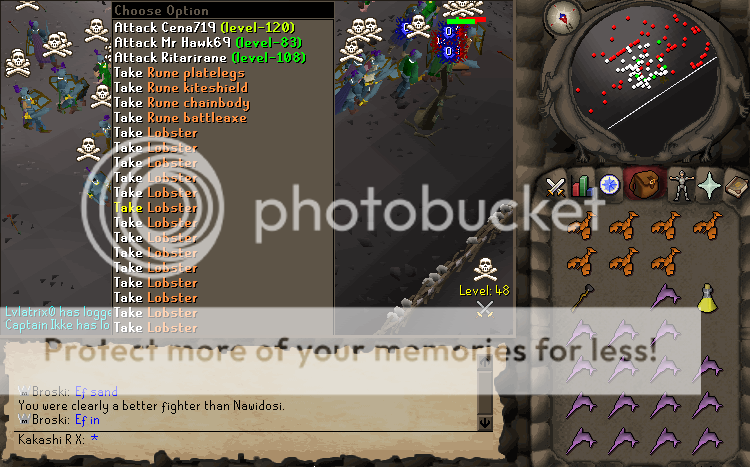 Choose Option
Attack Cena719 (level-120)
Attack Mr Hawk69 (level-83)
Attack Ritarirane (level-108)
Take Rune platelegs
Take Rune kiteshield
Take Rune chainbody
Take Rune battleaxe
Take Lobster
Take Lobster
Take Lobster
Take Lobster
Take Lobster
Take Lobster
Take Lobster
Take Lobster
Take Lobster
Take Lobster
Take Lobster
Take Lobster
Take Lobster
Take Lobster
0
0
Level: 48
Captain Ikke has lo
photobucket
Protect more of your memories for less!
W Broski: Ef sand
You were clearly a better fighter than Navidosi.
W Broski: Ef in
Kakashi R X: *